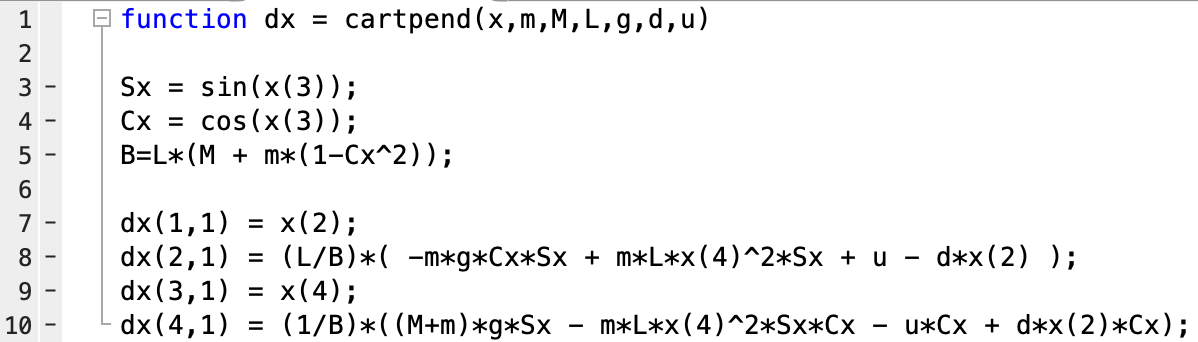 1 function dx = cartpend(x,m,M,L,g,d,u)
2
3 - Sx = sin(x(3));
4 - Cx = cos(x(3));
5 - B=L*(M + m*(1-Cx^2));
6
7 - dx(1,1) = x(2);
8 - dx(2,1) = (L/B)*( -m*g*Cx*Sx + m*L*x(4)^2*Sx + u - d*x(2) );
9 - dx(3,1) = x(4);
10 - dx(4,1) = (1/B)*((M+m)*g*Sx - m*L*x(4)^2*Sx*Cx - u*Cx + d*x(2)*Cx);